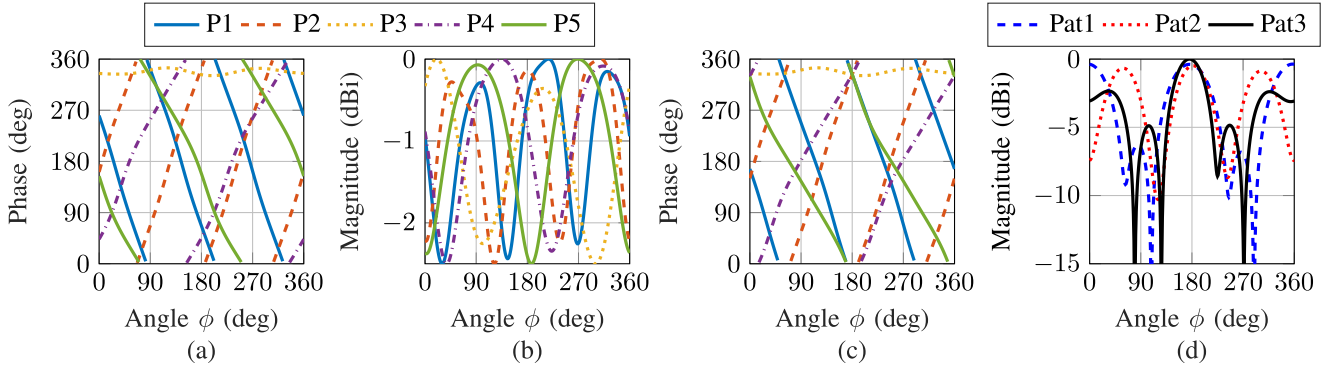 P1 P2 P3 P4 P5
Pat1 Pat2 Pat3
360
270
180
90
0
Phase (deg)
0 90 180 270 360
Angle ϕ (deg)
(a)
0
−1
−2
Magnitude (dBi)
0 90 180 270 360
Angle ϕ (deg)
(b)
360
270
180
90
0
Phase (deg)
0 90 180 270 360
Angle ϕ (deg)
(c)
0
−5
−10
−15
Magnitude (dBi)
0 90 180 270 360
Angle ϕ (deg)
(d)